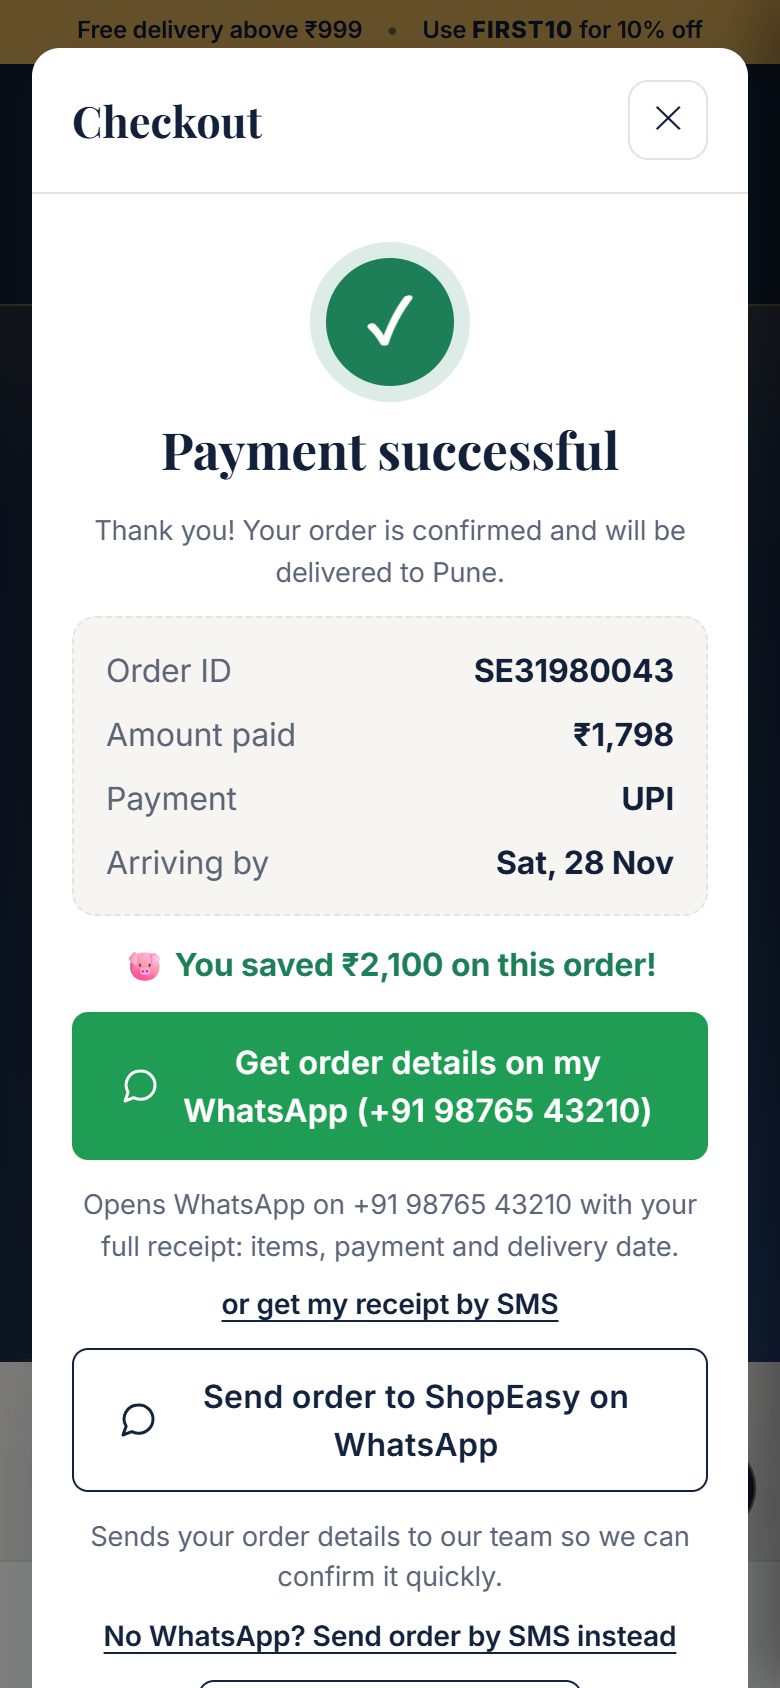 Free delivery above ₹999 • Use FIRST10 for 10% off
Checkout
Payment successful
Thank you! Your order is confirmed and will be
delivered to Pune.
Order ID SE31980043
Amount paid ₹1,798
Payment UPI
Arriving by Sat, 28 Nov
You saved ₹2,100 on this order!
Get order details on my
WhatsApp (+91 98765 43210)
Opens WhatsApp on +91 98765 43210 with your
full receipt: items, payment and delivery date.
or get my receipt by SMS
Send order to ShopEasy on
WhatsApp
Sends your order details to our team so we can
confirm it quickly.
No WhatsApp? Send order by SMS instead